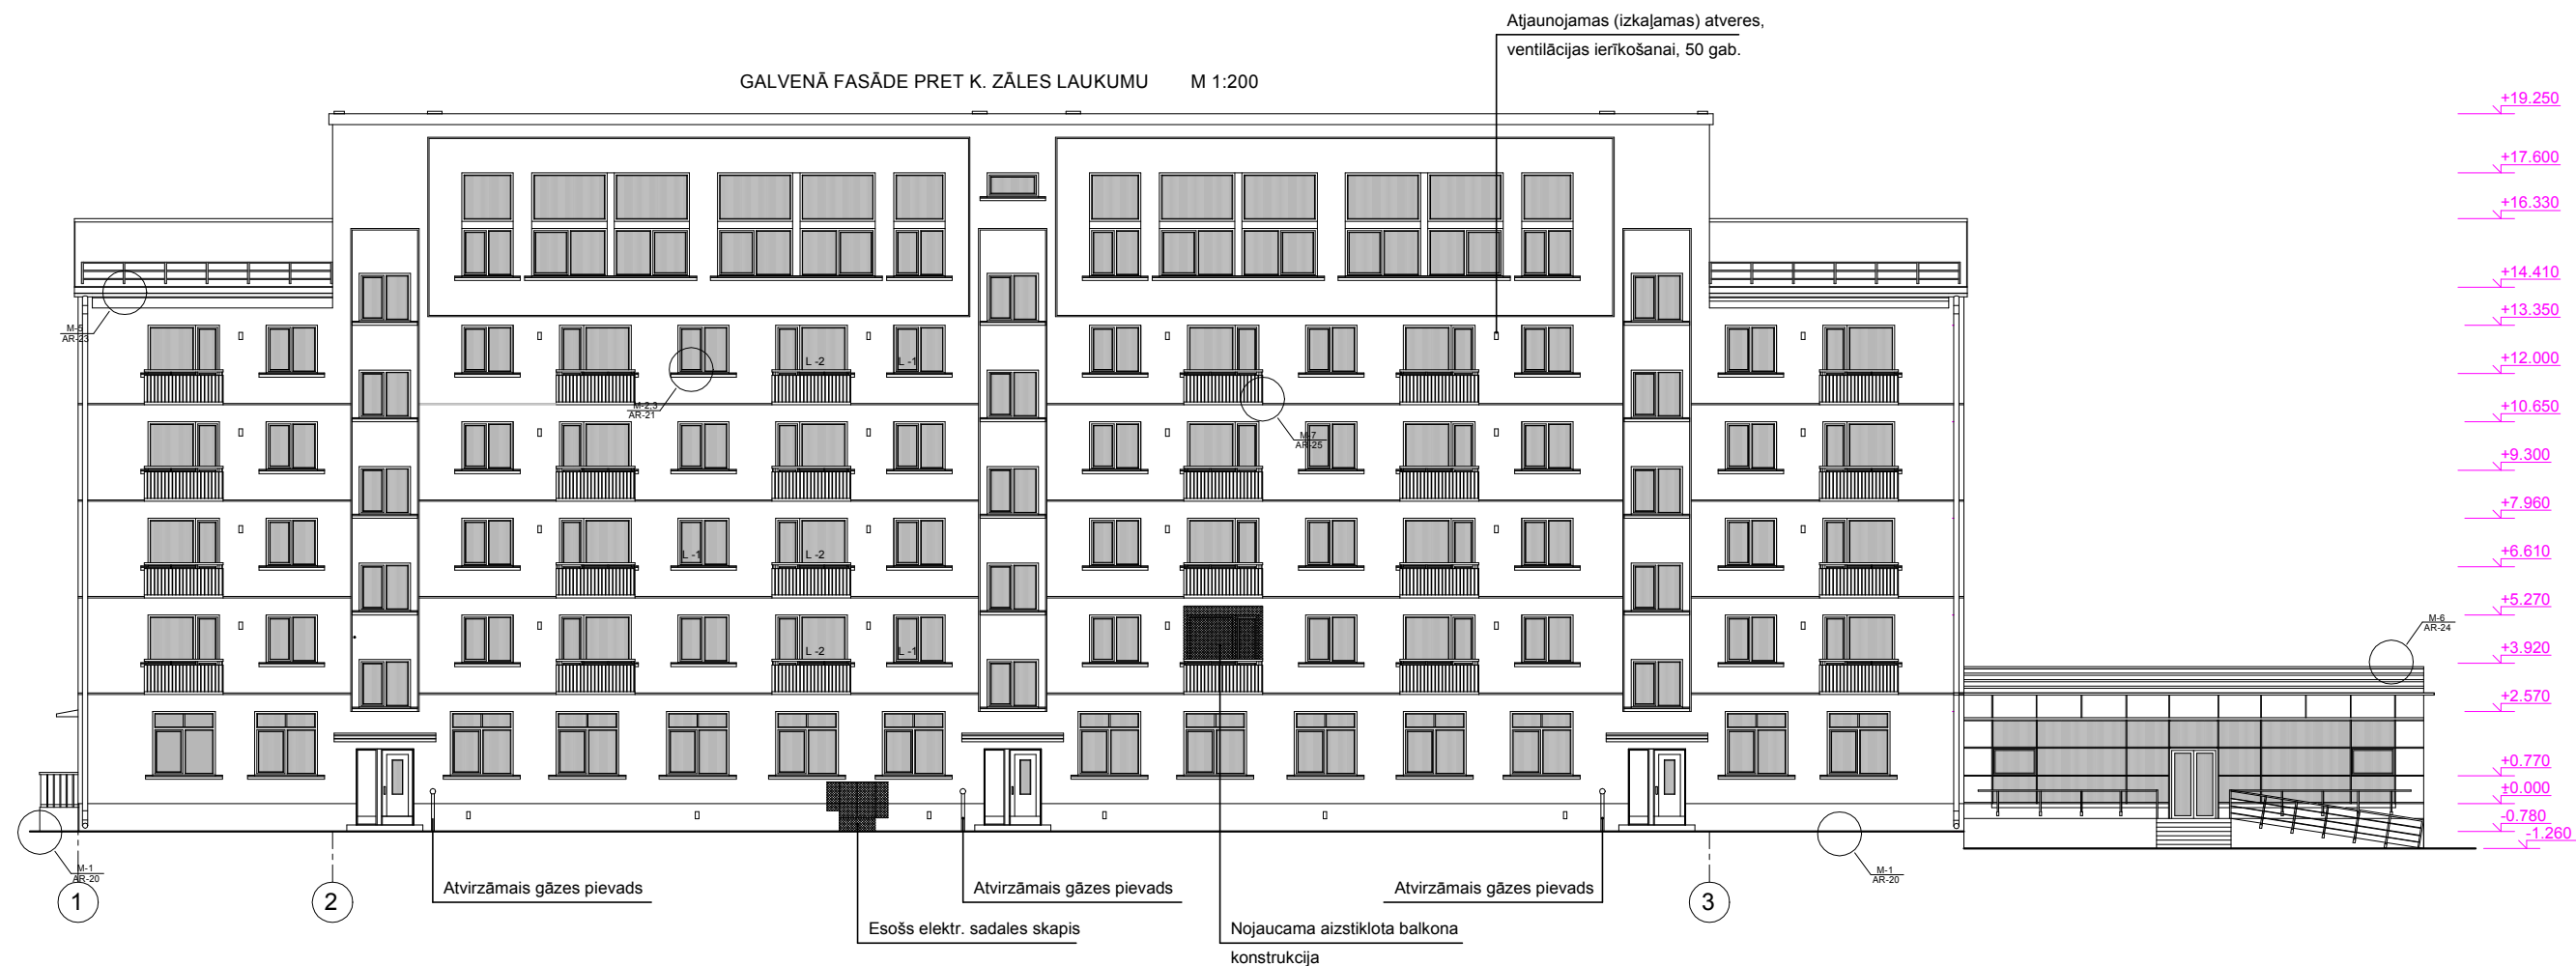 Atjaunojamas (izkaļamas) atveres,
ventilācijas ierīkošanai, 50 gab.
GALVENĀ FASĀDE PRET K. ZĀLES LAUKUMU M 1:200
+19.250
+17.600
+16.330
+14.410
+13.350
+12.000
+10.650
+9.300
+7.960
+6.610
+5.270
+3.920
+2.570
+0.770
±0.000
-0.780
-1.260
M-5
AR-23
L -2
L -1
M-2,3
AR-21
M-7
AR-25
L -1
L -2
L -2
L -1
M-6
AR-24
M-1
AR-20
M-1
AR-20
1
2
3
Atvirzāmais gāzes pievads
Atvirzāmais gāzes pievads
Atvirzāmais gāzes pievads
Esošs elektr. sadales skapis
Nojaucama aizstiklota balkona
konstrukcija